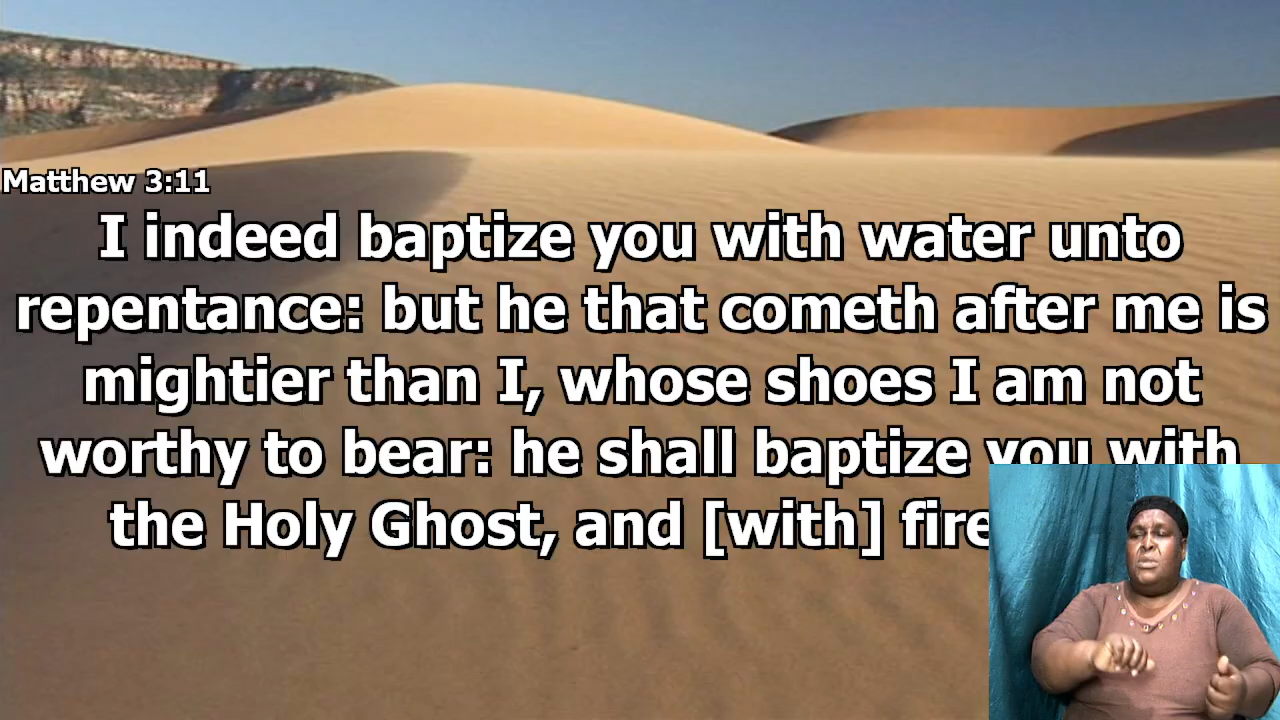 Matthew 3:11
I indeed baptize you with water unto
repentance: but he that cometh after me is
mightier than I, whose shoes I am not
worthy to bear: he shall baptize you with
the Holy Ghost, and [with] fire